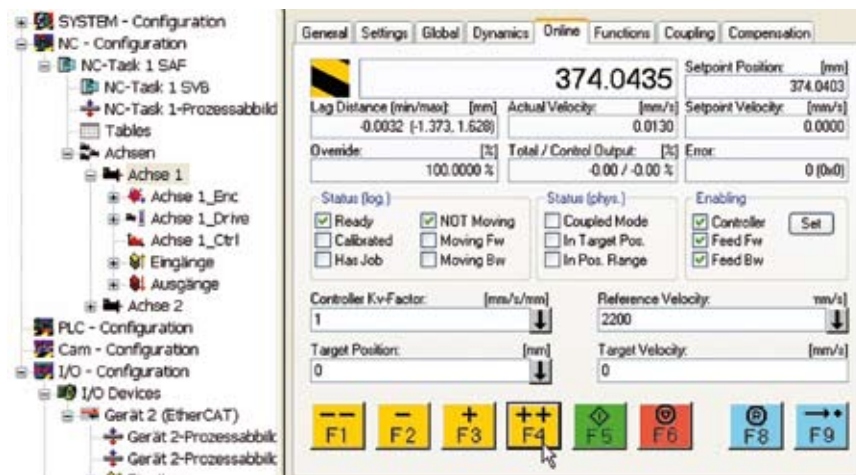 SYSTEM - Configuration
NC - Configuration
NC-Task 1 SAF
NC-Task 1 SVB
NC-Task 1-Prozessabbild
Tables
Achsen
Achse 1
Achse 1_Enc
Achse 1_Drive
Achse 1_Ctrl
Eingänge
Ausgänge
Achse 2
PLC - Configuration
Cam - Configuration
I/O - Configuration
I/O Devices
Gerät 2 (EtherCAT)
Gerät 2-Prozessabbilc
Gerät 2-Prozessabbilc
General Settings Global Dynamics Online Functions Coupling Compensation
374.0435
Setpoint Position: [mm]
374.0403
Lag Distance (min/max): [mm] Actual Velocity: [mm/s] Setpoint Velocity: [mm/s]
-0.0032 (-1.373, 1.628) 0.0130 0.0000
Override: [%] Total / Control Output: [%] Error:
100.0000 % -0.00 / -0.00 % 0 (0x0)
Status (log.) Status (phys.) Enabling
Ready NOT Moving Coupled Mode Controller Set
Calibrated Moving Fw In Target Pos. Feed Fw
Has Job Moving Bw In Pos. Range Feed Bw
Controller Kv-Factor: [mm/s/mm] Reference Velocity: mm/s]
1 2200
Target Position: [mm] Target Velocity: [mm/s]
0 0
-- - + ++
F1 F2 F3 F4 F5 F6 F8 F9